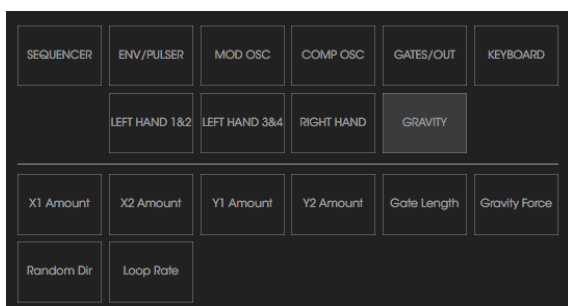 SEQUENCER ENV/PULSER MOD OSC COMP OSC GATES/OUT KEYBOARD
LEFT HAND 1&2 LEFT HAND 3&4 RIGHT HAND GRAVITY
X1 Amount X2 Amount Y1 Amount Y2 Amount Gate Length Gravity Force
Random Dir Loop Rate